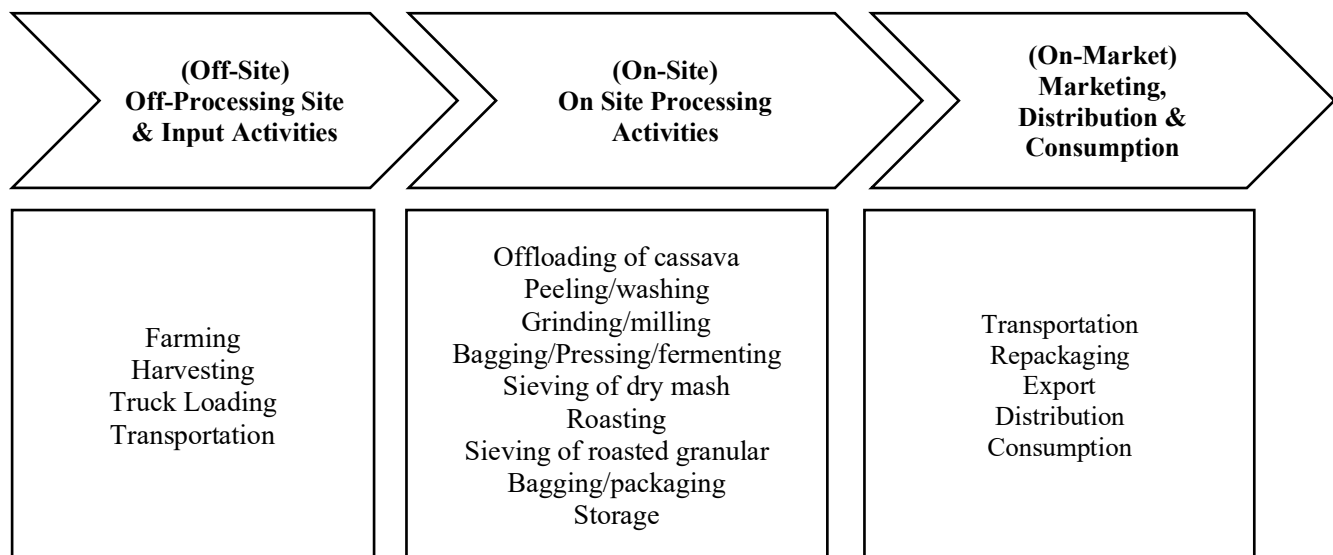 (Off-Site)
Off-Processing Site
& Input Activities
(On-Site)
On Site Processing
Activities
(On-Market)
Marketing,
Distribution &
Consumption
Farming
Harvesting
Truck Loading
Transportation
Offloading of cassava
Peeling/washing
Grinding/milling
Bagging/Pressing/fermenting
Sieving of dry mash
Roasting
Sieving of roasted granular
Bagging/packaging
Storage
Transportation
Repackaging
Export
Distribution
Consumption